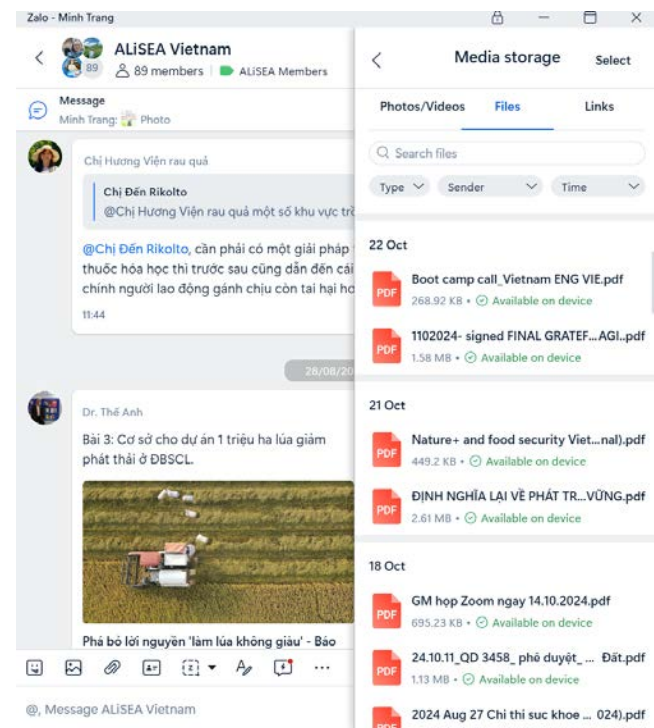 Zalo - Minh Trang
ALiSEA Vietnam
89
89 members
ALiSEA Members
Message
Minh Trang: Photo
Chị Hương Viện rau quả
Chị Đến Rikolto
@Chị Hương Viện rau quả một số khu vực trồ
@Chị Đến Rikolto, cần phải có một giải pháp
thuốc hóa học thì trước sau cũng dẫn đến cái
chính người lao động gánh chịu còn tai hại hơ
11:44
28/08/20
Dr. Thế Anh
Bài 3: Cơ sở cho dự án 1 triệu ha lúa giảm
phát thải ở ĐBSCL.
Phá bỏ lời nguyền 'làm lúa không giàu' - Báo
@, Message ALiSEA Vietnam
Media storage
Select
Photos/Videos
Files
Links
Search files
Type
Sender
Time
22 Oct
PDF
Boot camp call_Vietnam ENG VIE.pdf
268.92 KB • Available on device
PDF
1102024- signed FINAL GRATEF...AGI..pdf
1.58 MB • Available on device
21 Oct
PDF
Nature+ and food security Viet...nal).pdf
449.2 KB • Available on device
PDF
ĐỊNH NGHĨA LẠI VỀ PHÁT TR...VỮNG.pdf
2.61 MB • Available on device
18 Oct
PDF
GM họp Zoom ngay 14.10.2024.pdf
695.23 KB • Available on device
PDF
24.10.11_QD 3458_ phê duyệt_ ... Đất.pdf
1.13 MB • Available on device
PDF
2024 Aug 27 Chi thi suc khoe ... 024).pdf